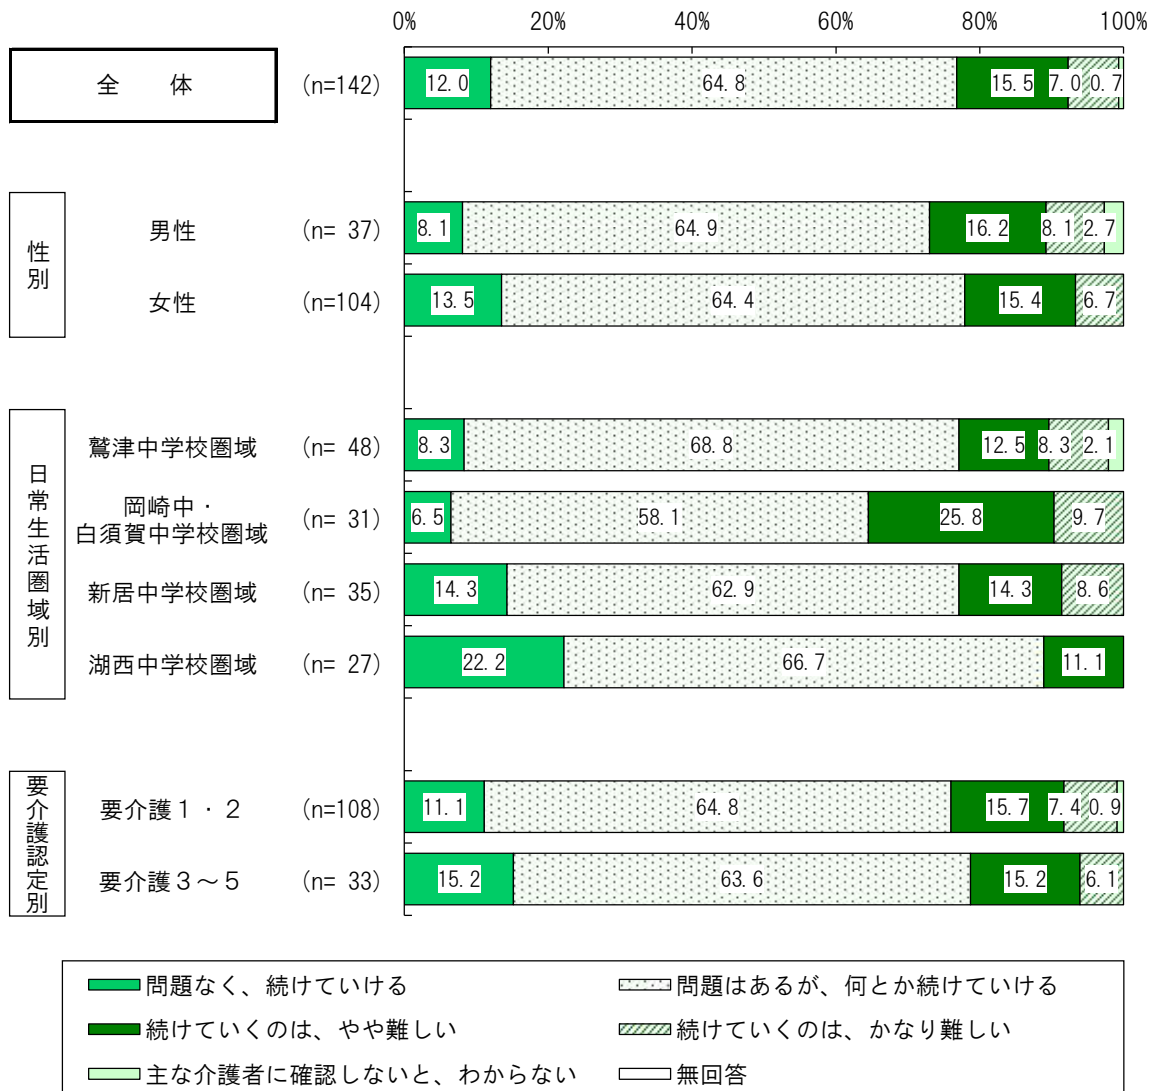 0% 20% 40% 60% 80% 100%
全 体 (n=142) 12.0 64.8 15.5 7.0 0.7
性別
男性 (n= 37) 8.1 64.9 16.2 8.1 2.7
女性 (n=104) 13.5 64.4 15.4 6.7
日常生活圏域別
鷲津中学校圏域 (n= 48) 8.3 68.8 12.5 8.3 2.1
岡崎中・
白須賀中学校圏域 (n= 31) 6.5 58.1 25.8 9.7
新居中学校圏域 (n= 35) 14.3 62.9 14.3 8.6
湖西中学校圏域 (n= 27) 22.2 66.7 11.1
要介護認定別
要介護1・2 (n=108) 11.1 64.8 15.7 7.4 0.9
要介護3~5 (n= 33) 15.2 63.6 15.2 6.1
問題なく、続けていける 問題はあるが、何とか続けていける
続けていくのは、やや難しい 続けていくのは、かなり難しい
主な介護者に確認しないと、わからない 無回答